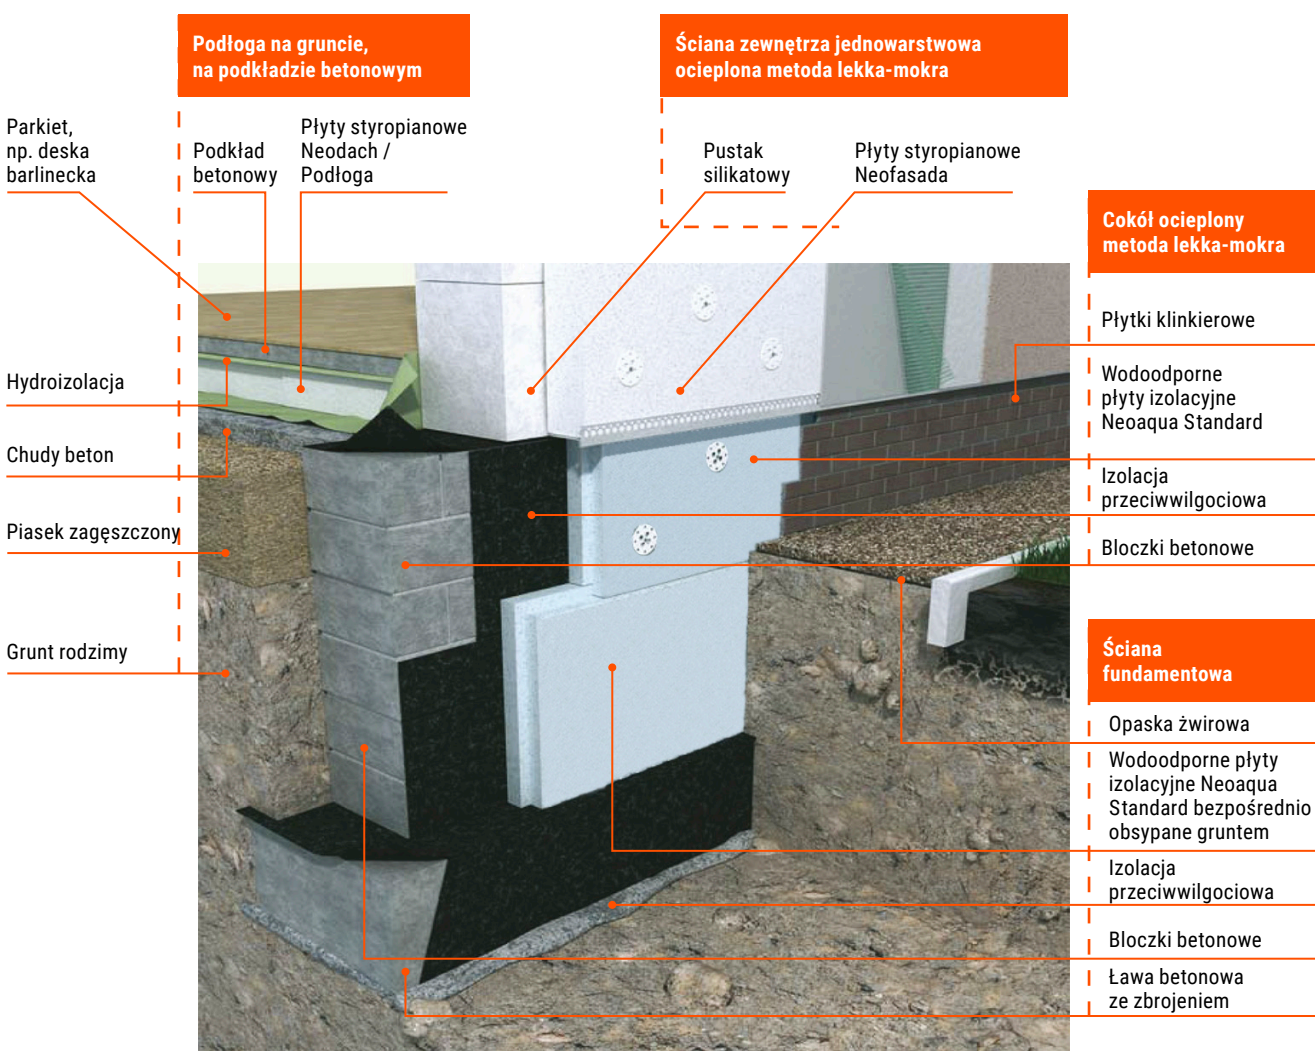 Podłoga na gruncie,
na podkładzie betonowym
Ściana zewnętrza jednowarstwowa
ocieplona metoda lekka-mokra
Parkiet,
np. deska
barlinecka
Podkład
betonowy
Płyty styropianowe
Neodach /
Podłoga
Pustak
silikatowy
Płyty styropianowe
Neofasada
Hydroizolacja
Chudy beton
Piasek zagęszczony
Grunt rodzimy
Cokół ocieplony
metoda lekka-mokra
Płytki klinkierowe
Wodoodporne
płyty izolacyjne
Neoaqua Standard
Izolacja
przeciwwilgociowa
Bloczki betonowe
Ściana
fundamentowa
Opaska żwirowa
Wodoodporne płyty
izolacyjne Neoaqua
Standard bezpośrednio
obsypane gruntem
Izolacja
przeciwwilgociowa
Bloczki betonowe
Ława betonowa
ze zbrojeniem